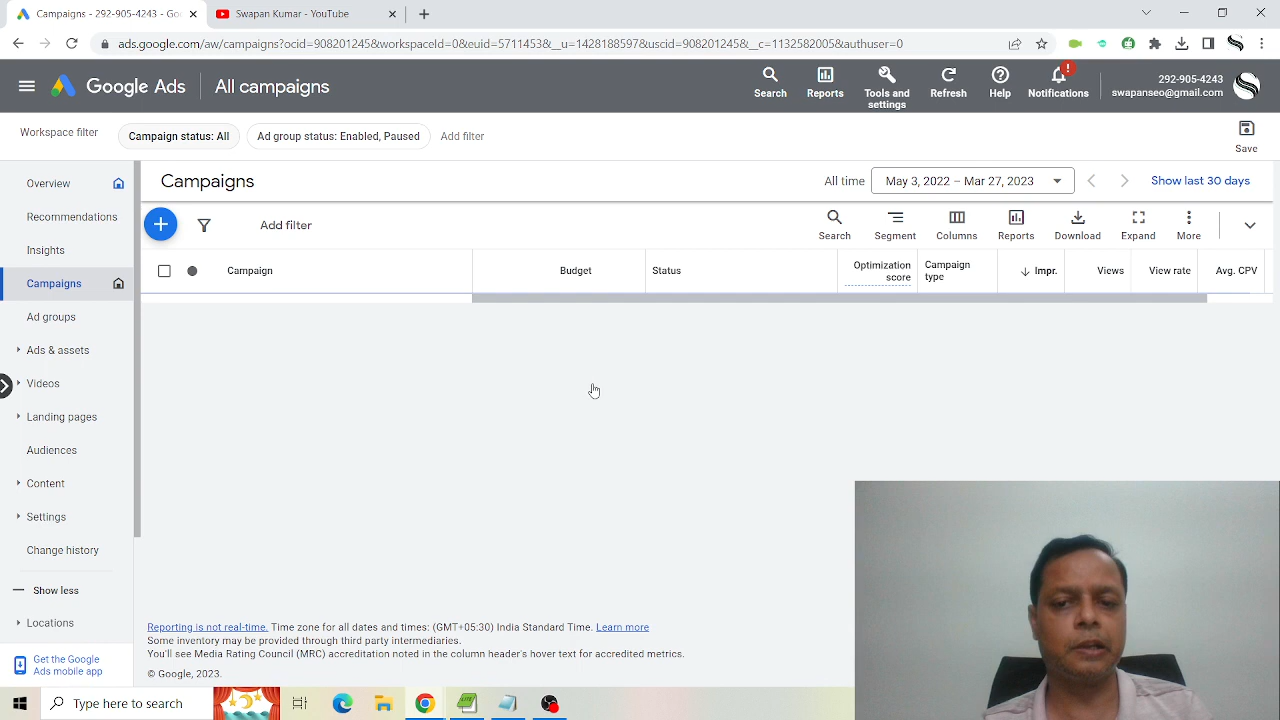 Campaigns - 292-905-4243 - Go
Swapan Kumar - YouTube
ads.google.com/aw/campaigns?ocid=908201245&workspaceId=0&euid=5711453&__u=1428188597&uscid=908201245&__c=1132582005&authuser=0
Google Ads
All campaigns
Search
Reports
Tools and settings
Refresh
Help
!
Notifications
292-905-4243
swapanseo@gmail.com
Workspace filter
Campaign status: All
Ad group status: Enabled, Paused
Add filter
Save
Overview
Recommendations
Insights
Campaigns
Ad groups
Ads & assets
Videos
Landing pages
Audiences
Content
Settings
Change history
Show less
Locations
Get the Google
Ads mobile app
Campaigns
All time
May 3, 2022 – Mar 27, 2023
Show last 30 days
Add filter
Search
Segment
Columns
Reports
Download
Expand
More
Campaign
Budget
Status
Optimization score
Campaign type
Impr.
Views
View rate
Avg. CPV
Reporting is not real-time. Time zone for all dates and times: (GMT+05:30) India Standard Time. Learn more
Some inventory may be provided through third party intermediaries.
You'll see Media Rating Council (MRC) accreditation noted in the column header's hover text for accredited metrics.
© Google, 2023.
Type here to search